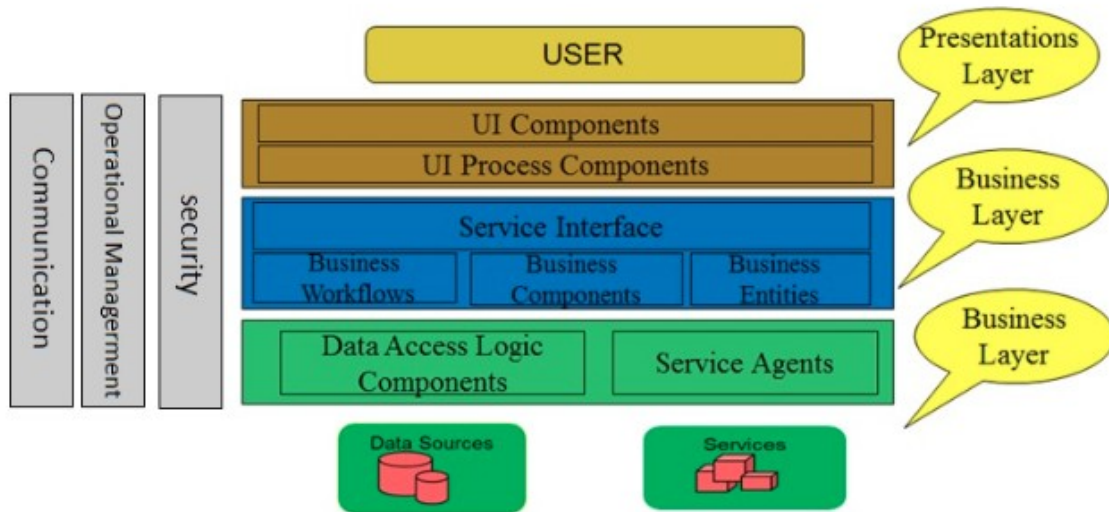 USER
Presentations
Layer
Communication
Operational Managerment
security
UI Components
UI Process Components
Business
Layer
Service Interface
Business
Workflows
Business
Components
Business
Entities
Business
Layer
Data Access Logic
Components
Service Agents
Data Sources
Services